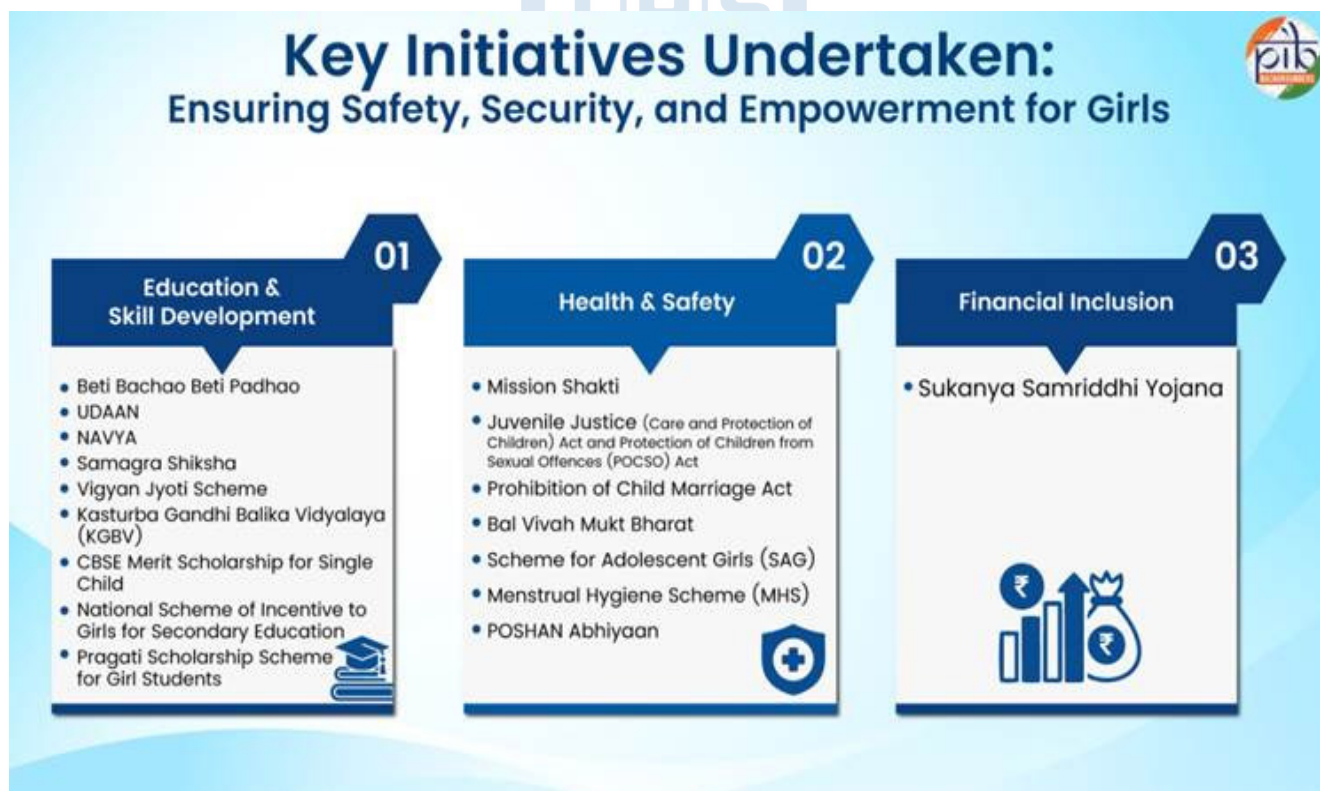 Key Initiatives Undertaken:
Ensuring Safety, Security, and Empowerment for Girls
pib
01
Education &
Skill Development
• Beti Bachao Beti Padhao
• UDAAN
• NAVYA
• Samagra Shiksha
• Vigyan Jyoti Scheme
• Kasturba Gandhi Balika Vidyalaya
(KGBV)
• CBSE Merit Scholarship for Single
Child
• National Scheme of Incentive to
Girls for Secondary Education
• Pragati Scholarship Scheme
for Girl Students
02
Health & Safety
• Mission Shakti
• Juvenile Justice (Care and Protection of
Children) Act and Protection of Children from
Sexual Offences (POCSO) Act
• Prohibition of Child Marriage Act
• Bal Vivah Mukt Bharat
• Scheme for Adolescent Girls (SAG)
• Menstrual Hygiene Scheme (MHS)
• POSHAN Abhiyaan
03
Financial Inclusion
• Sukanya Samriddhi Yojana
₹
₹